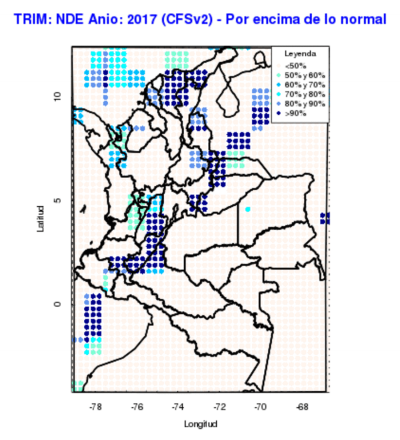 TRIM: NDE Anio: 2017 (CFSv2) - Por encima de lo normal
Leyenda
<50%
50% y 60%
60% y 70%
70% y 80%
80% y 90%
>90%
Latitud
10
5
0
-78 -76 -74 -72 -70 -68
Longitud